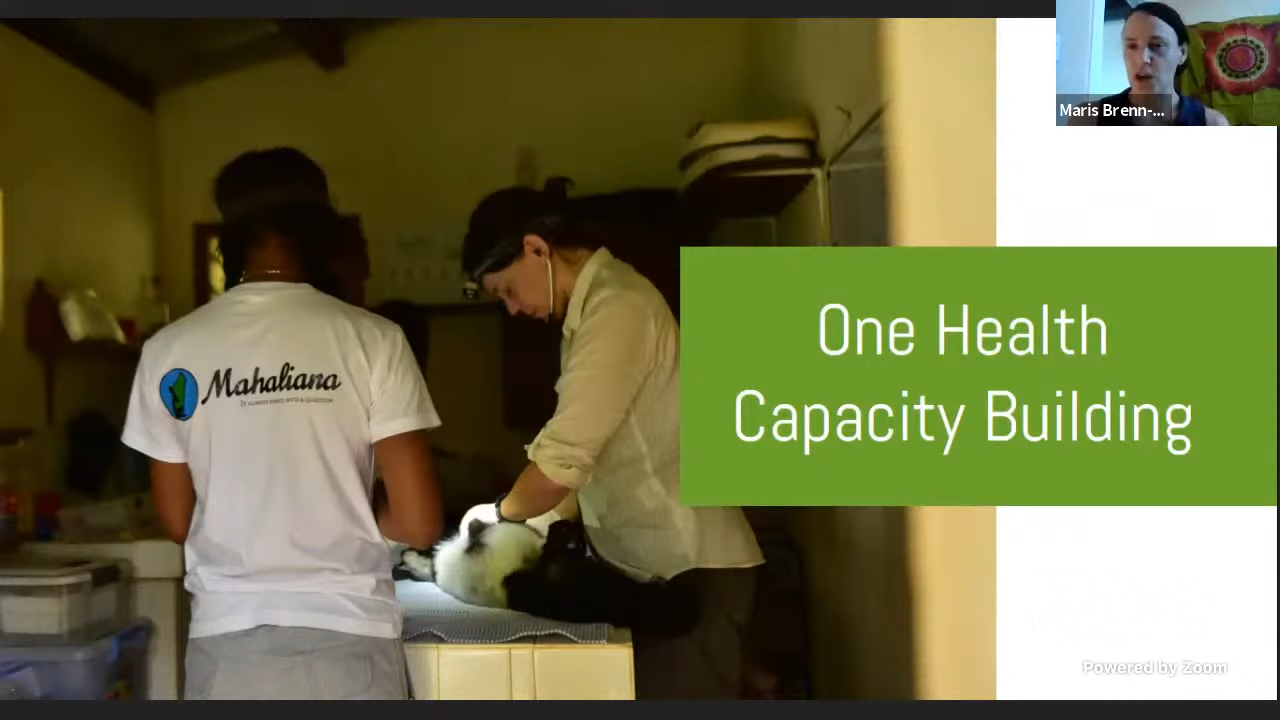 Maris Brenn-...
Mahaliana
One Health
Capacity Building
Powered by Zoom